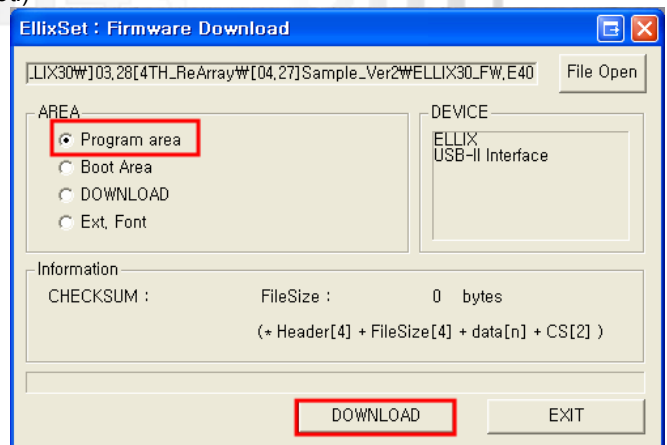 EllixSet : Firmware Download
.LIX30₩]03,28[4TH_ReArray₩[04,27]Sample_Ver2₩ELLIX30_FW,E40
File Open
AREA
Program area
Boot Area
DOWNLOAD
Ext, Font
DEVICE
ELLIX
USB-II Interface
Information
CHECKSUM :
FileSize : 0 bytes
(* Header[4] + FileSize[4] + data[n] + CS[2] )
DOWNLOAD
EXIT